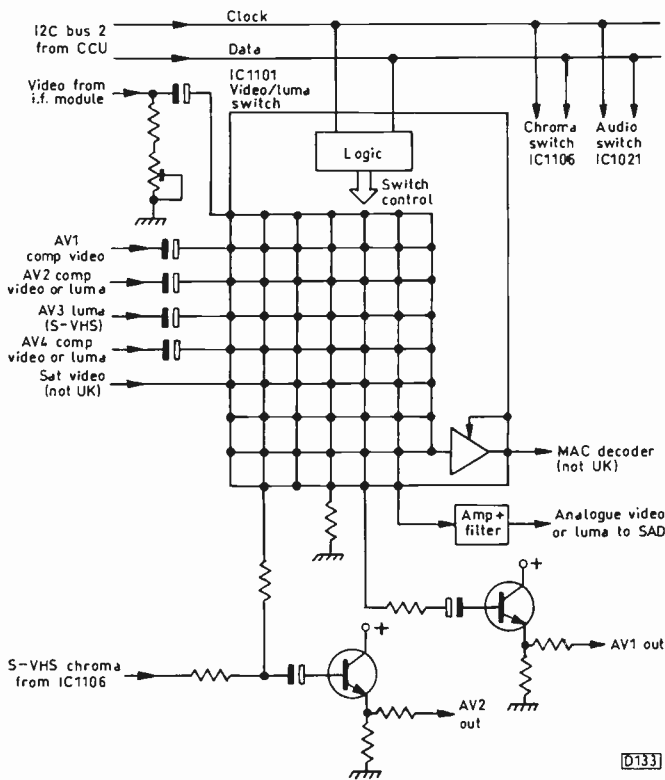 Clock
I2C bus 2
from CCU
Data
Video from
i.f. module
IC1101
Video/luma
switch
Logic
Switch
control
Chroma
switch
IC1106
Audio
switch
IC1021
AV1
comp video
AV2 comp
video or luma
AV3 luma
(S-VHS)
AV4 comp
video or luma
Sat video
(not UK)
MAC decoder
(not UK)
Amp+
filter
Analogue video
or luma to SAD
+
AV1 out
S-VHS chroma
from IC1106
+
AV2
out
D133